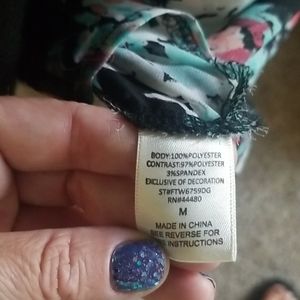 BODY:100%POLYESTER
CONTRAST:97%POLYESTER
3%SPANDEX
EXCLUSIVE OF DECORATION
ST#FTW6759DG
RN#44480
M
MADE IN CHINA
SEE REVERSE FOR
INSTRUCTIONS